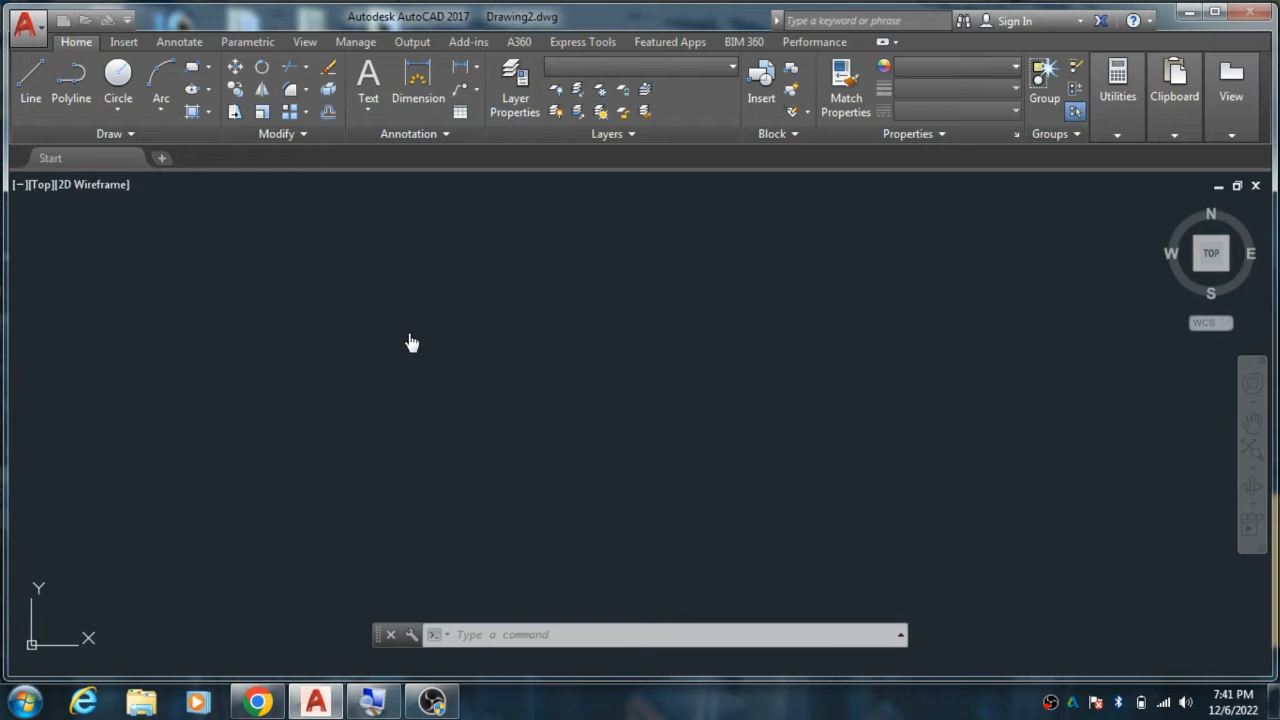 Autodesk AutoCAD 2017 Drawing2.dwg
Type a keyword or phrase
Sign In
Home Insert Annotate Parametric View Manage Output Add-ins A360 Express Tools Featured Apps BIM 360 Performance
Line Polyline Circle Arc
Text Dimension
Layer Properties
Insert
Match Properties
Group
Utilities Clipboard View
Draw Modify Annotation Layers Block Properties Groups
Start
[−][Top][2D Wireframe]
N
W TOP E
S
WCS
Y
X
Type a command
7:41 PM
12/6/2022